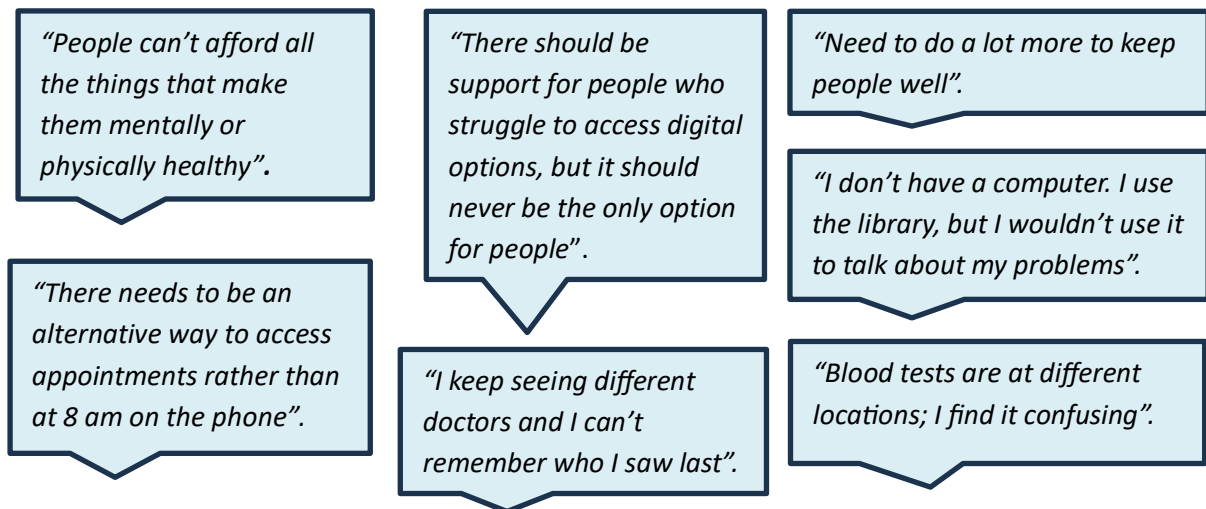 “People can’t afford all
the things that make
them mentally or
physically healthy”.
“There needs to be an
alternative way to access
appointments rather than
at 8 am on the phone”.
“There should be
support for people who
struggle to access digital
options, but it should
never be the only option
for people”.
“I keep seeing different
doctors and I can’t
remember who I saw last”.
“Need to do a lot more to keep
people well”.
“I don’t have a computer. I use
the library, but I wouldn’t use it
to talk about my problems”.
“Blood tests are at different
locations; I find it confusing”.